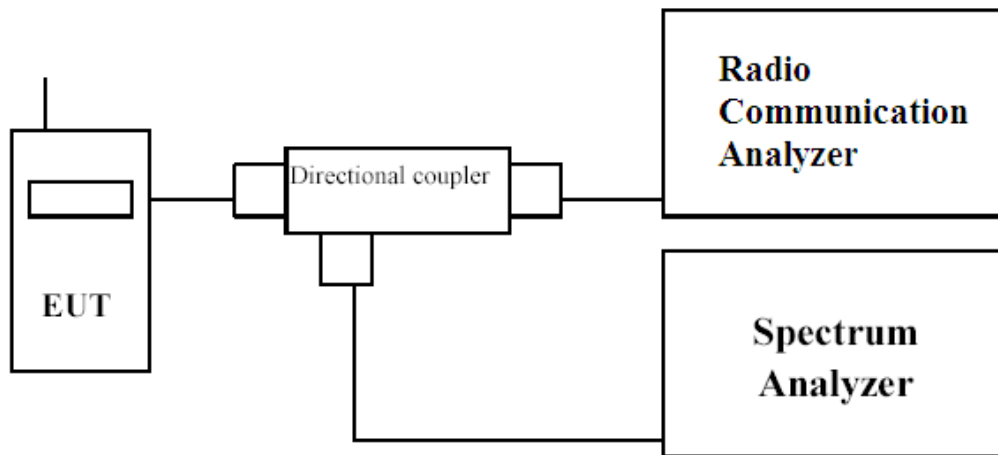 EUT
Directional coupler
Radio
Communication
Analyzer
Spectrum
Analyzer